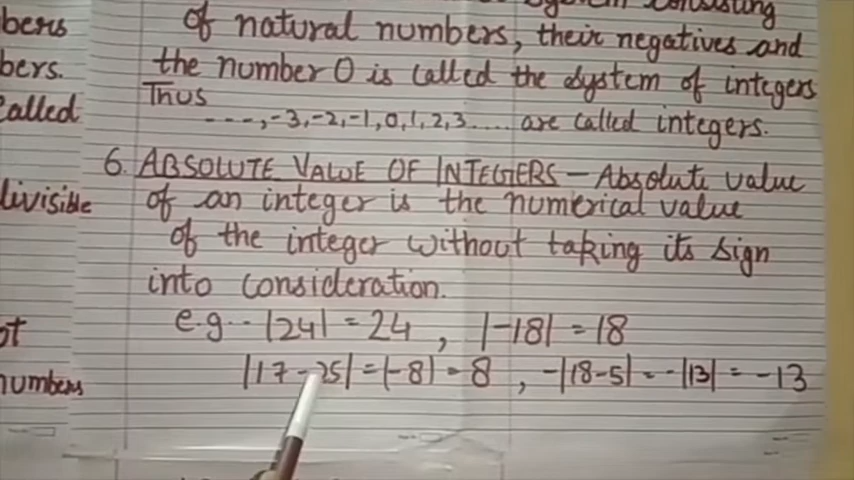 bers
bers.
called
divisible
ot
numbers
System consisting
of natural numbers, their negatives and
the number 0 is called the system of integers
Thus
----,-3,-2,-1,0,1,2,3.... are called integers.
6. ABSOLUTE VALUE OF INTEGERS - Absolute value
of an integer is the numerical value
of the integer without taking its sign
into consideration.
e.g.- |24| = 24 , |-18| = 18
|17-25| = |-8| = 8 , -|18-5| = -|13| = -13